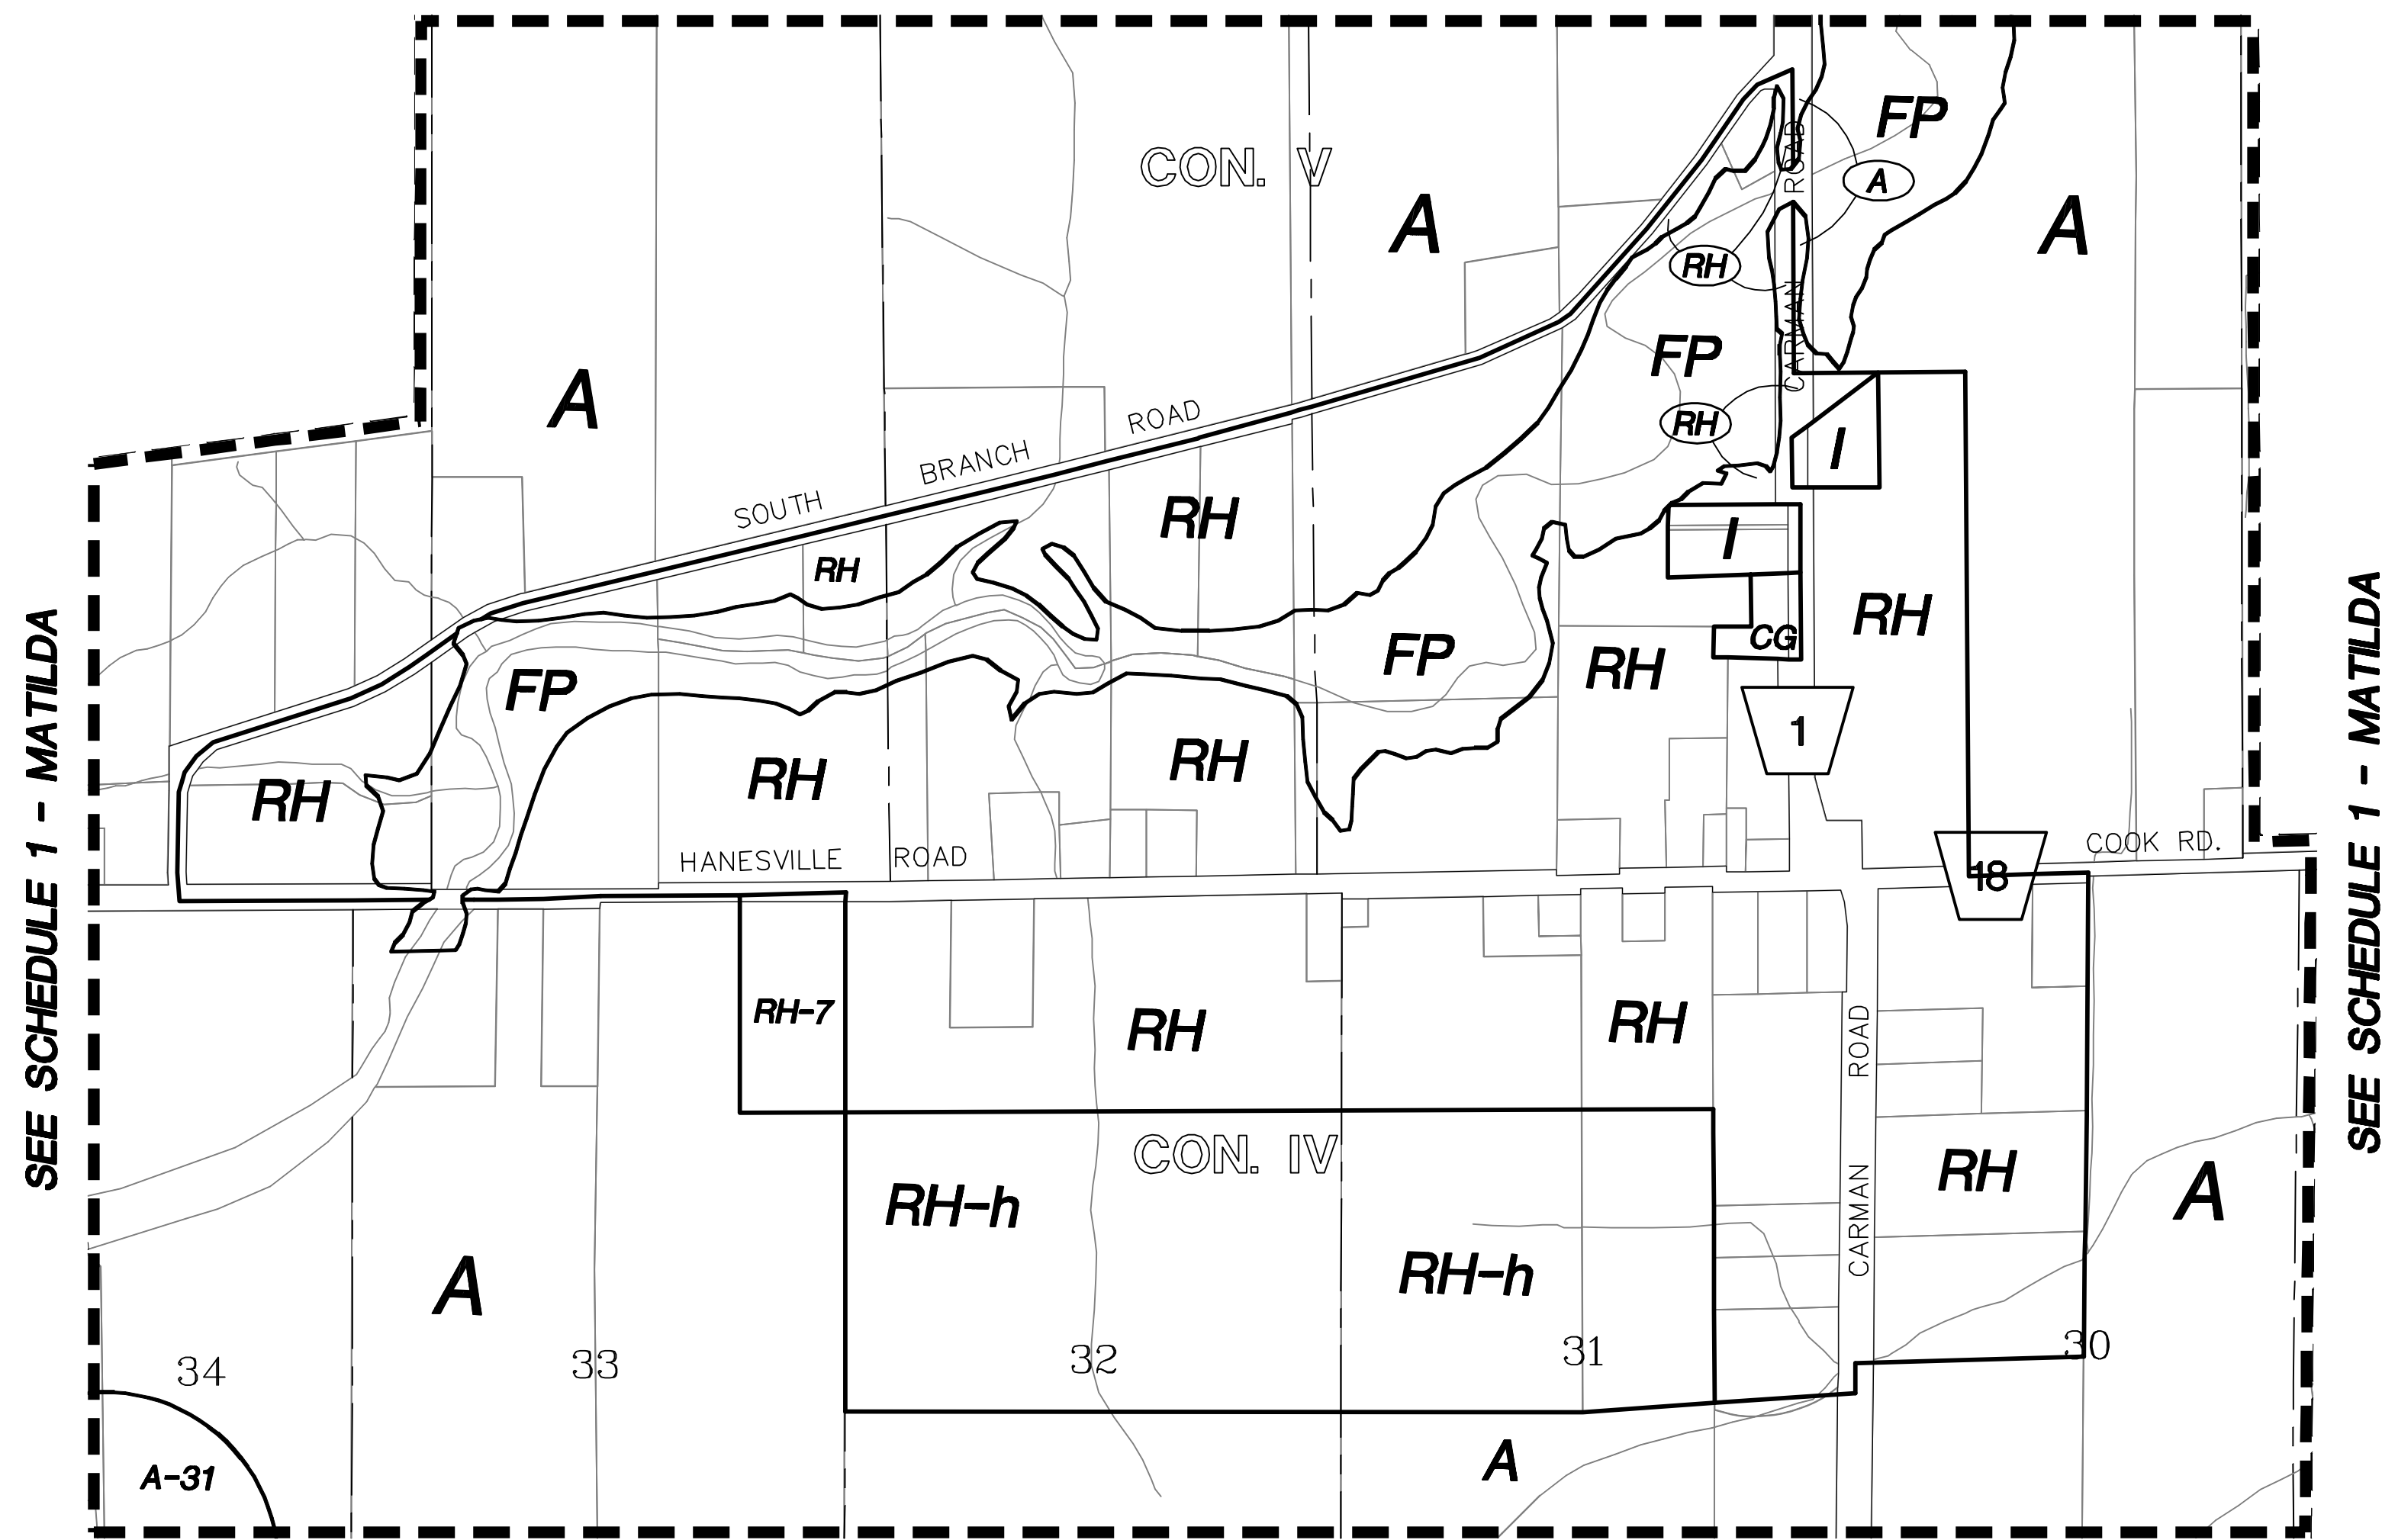 FP
CON. V
A
A
A
ROAD
CARMAN
RH
FP
A
SOUTH BRANCH ROAD
RH
I
RH
I
RH
RH
CG
FP
RH
FP
1
RH
RH
RH
HANESVILLE ROAD
18
COOK RD.
SEE SCHEDULE 1 - MATILDA
SEE SCHEDULE 1 - MATILDA
RH-7
RH
RH
CARMAN ROAD
CON. IV
RH
A
RH-h
RH-h
A
34
33
32
31
30
A-31
A